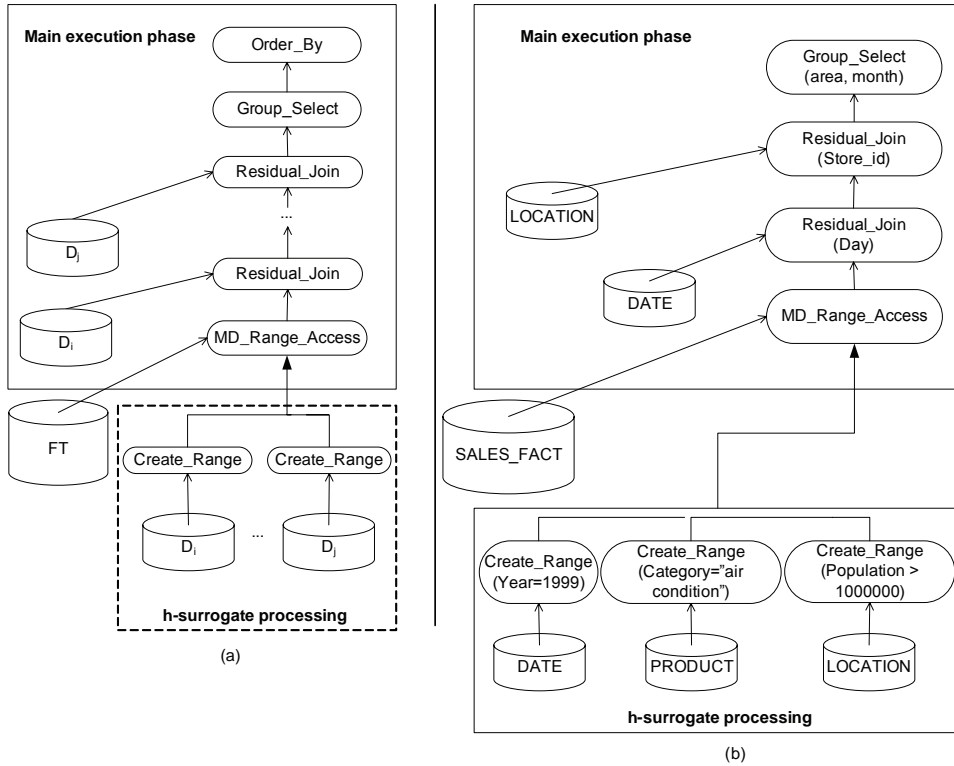 Main execution phase
Order_By
Group_Select
Residual_Join
...
Dj
Residual_Join
Di
MD_Range_Access
FT
Create_Range
Create_Range
Di
...
Dj
h-surrogate processing
(a)
Main execution phase
Group_Select
(area, month)
Residual_Join
(Store_id)
LOCATION
Residual_Join
(Day)
DATE
MD_Range_Access
SALES_FACT
Create_Range
(Year=1999)
Create_Range
(Category=”air
condition”)
Create_Range
(Population >
1000000)
DATE
PRODUCT
LOCATION
h-surrogate processing
(b)